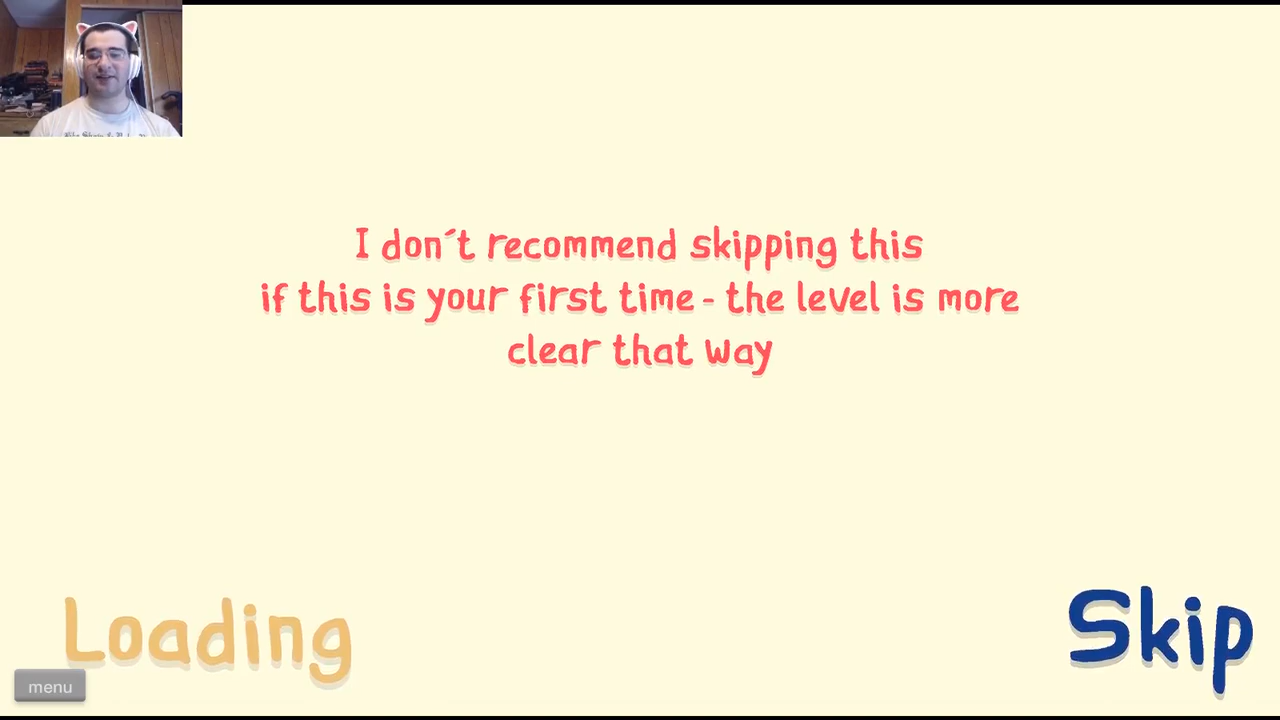 I don´t recommend skipping this
if this is your first time - the level is more
clear that way
Loading
Skip
menu